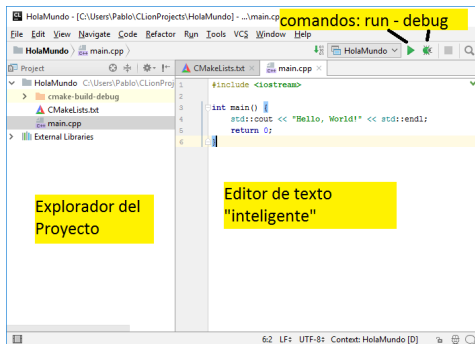 HolaMundo - [C:\Users\Pablo\CLionProjects\HolaMundo] - ...\main.cp
comandos: run - debug
File Edit View Navigate Code Refactor Run Tools VCS Window Help
HolaMundo main.cpp
HolaMundo
Project
CMakeLists.txt main.cpp
HolaMundo C:\Users\Pablo\CLionProj
cmake-build-debug
CMakeLists.txt
main.cpp
External Libraries
1 #include <iostream>
2
3 int main() {
4 std::cout << "Hello, World!" << std::endl;
5 return 0;
6 }
Explorador del
Proyecto
Editor de texto
"inteligente"
6:2 LF÷ UTF-8÷ Context: HolaMundo [D]